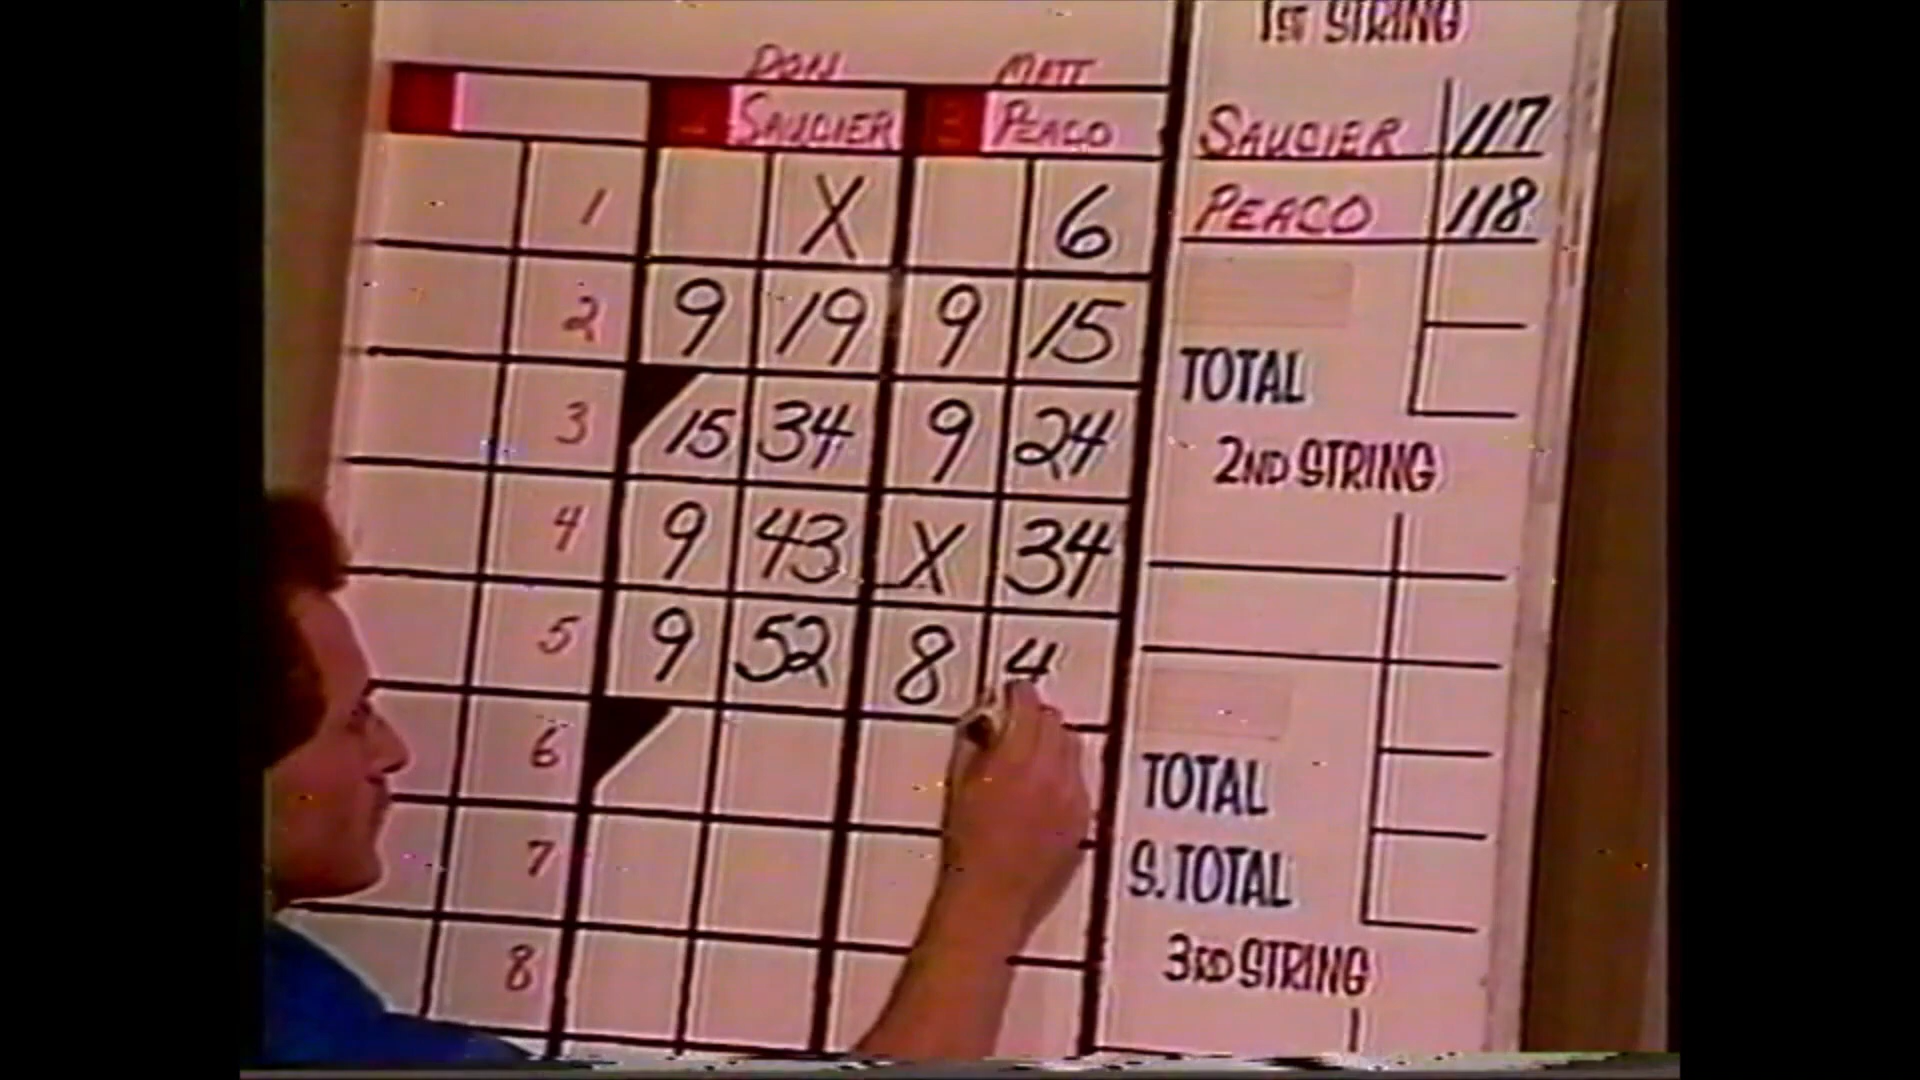 DON MATT
SAUCIER PEACO
1 X 6
2 9 19 9 15
3 15 34 9 24
4 9 43 X 34
5 9 52 8 4
6
7
8
1ST STRING
SAUCIER 117
PEACO 118
TOTAL
2ND STRING
TOTAL
S. TOTAL
3RD STRING